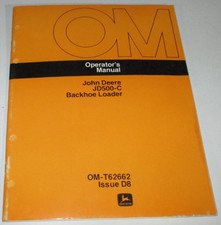 OM
Operator's
Manual
John Deere
JD500-C
Backhoe Loader
OM-T62662
Issue D8